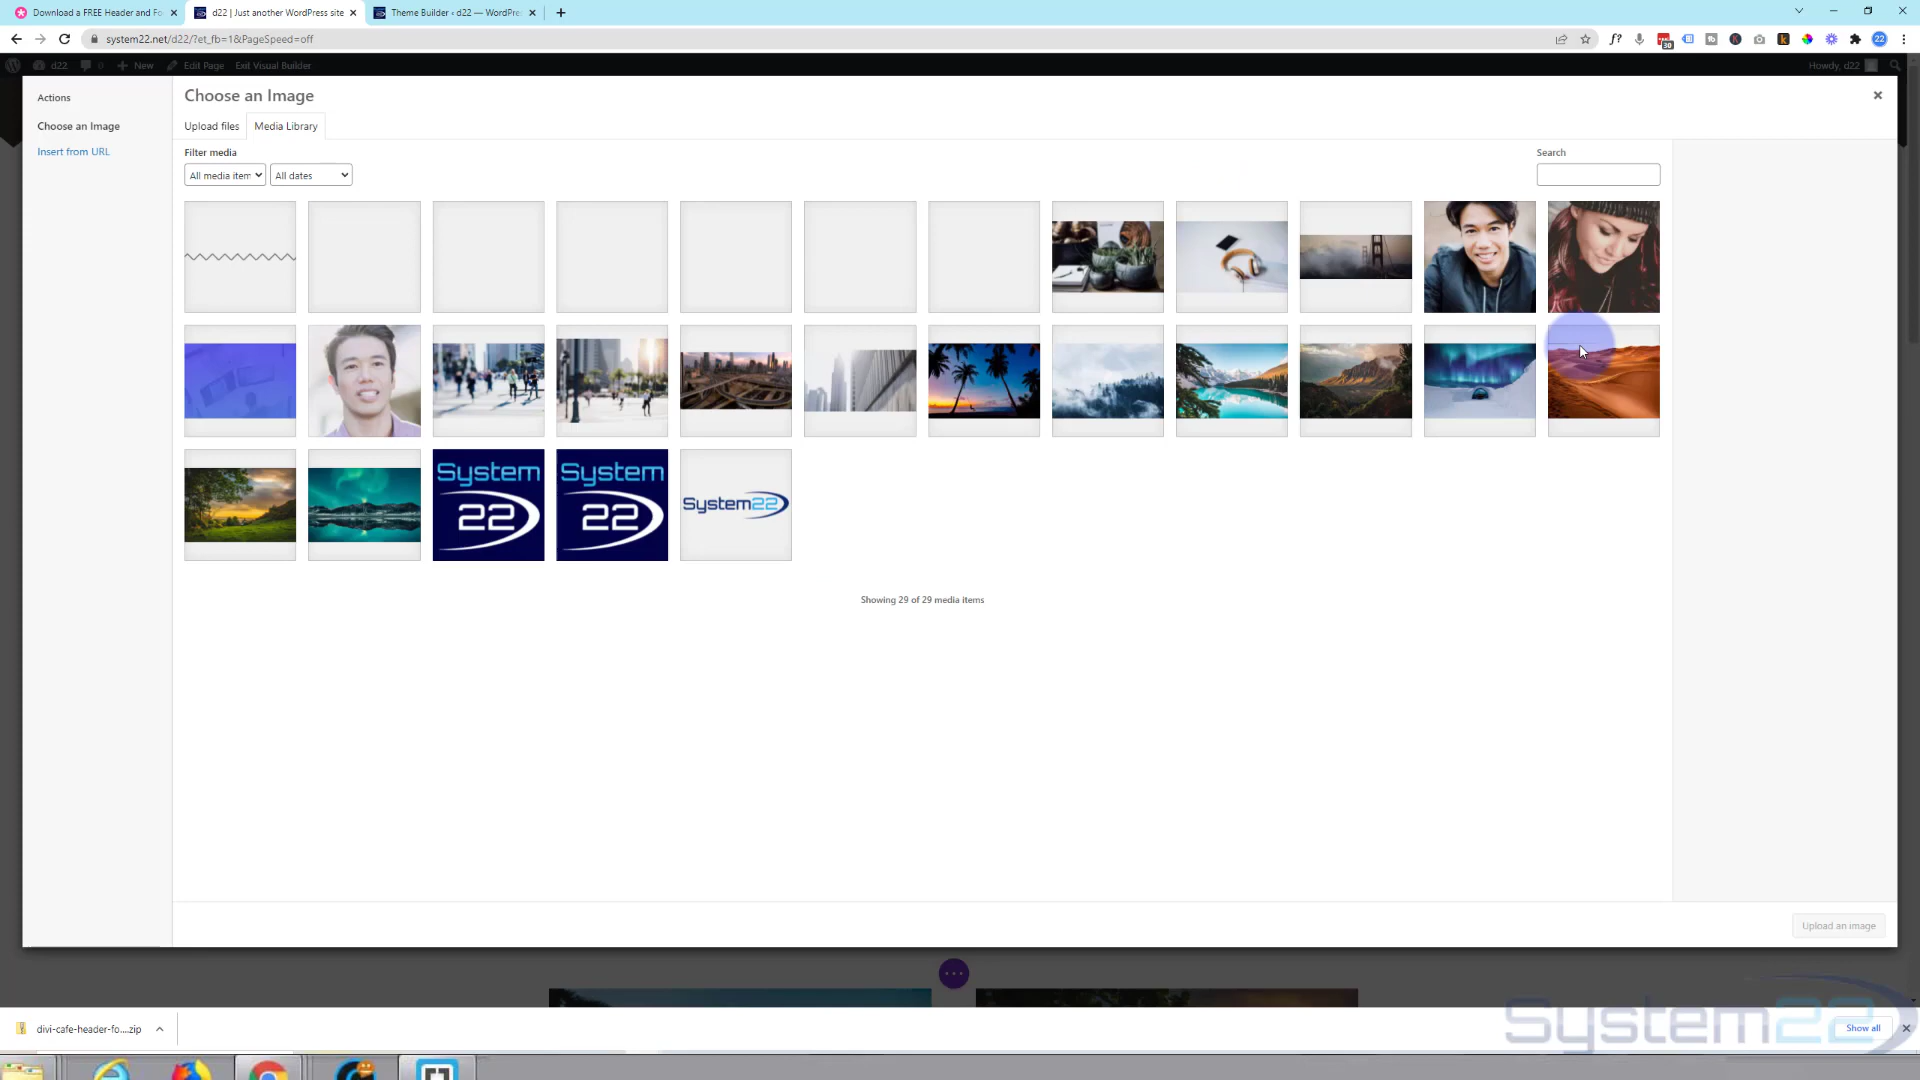 Download a FREE Header and Fo
d22 | Just another WordPress site
Theme Builder ‹ d22 — WordPre
system22.net/d22/?et_fb=1&PageSpeed=off
f?
30
22
d22
0
New
Edit Page
Exit Visual Builder
Howdy, d22
Actions
Choose an Image
Choose an Image
Insert from URL
Upload files
Media Library
Filter media
Search
All media item
All dates
System
22
System
22
System22
Showing 29 of 29 media items
Upload an image
divi-cafe-header-fo....zip
Show all
System22